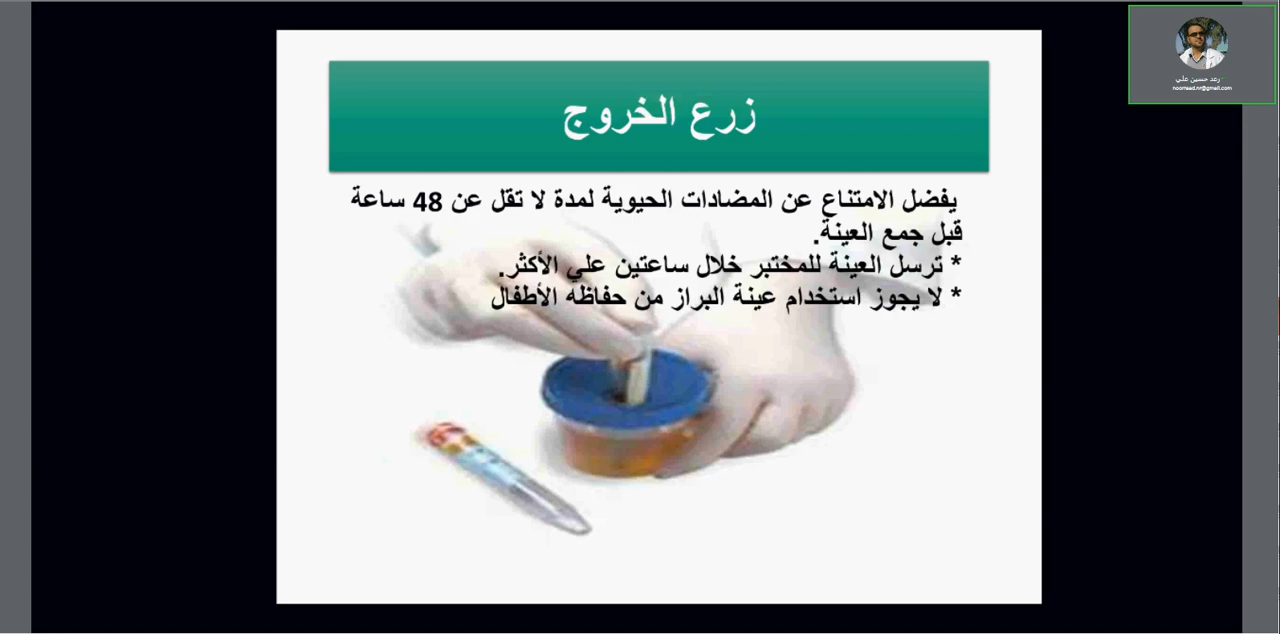 زرع الخروج
يفضل الامتناع عن المضادات الحيوية لمدة لا تقل عن 48 ساعة
قبل جمع العينة.
* ترسل العينة للمختبر خلال ساعتين علي الأكثر.
* لا يجوز استخدام عينة البراز من حفاظه الأطفال
رعد حسين علي
noorraad.nr@gmail.com